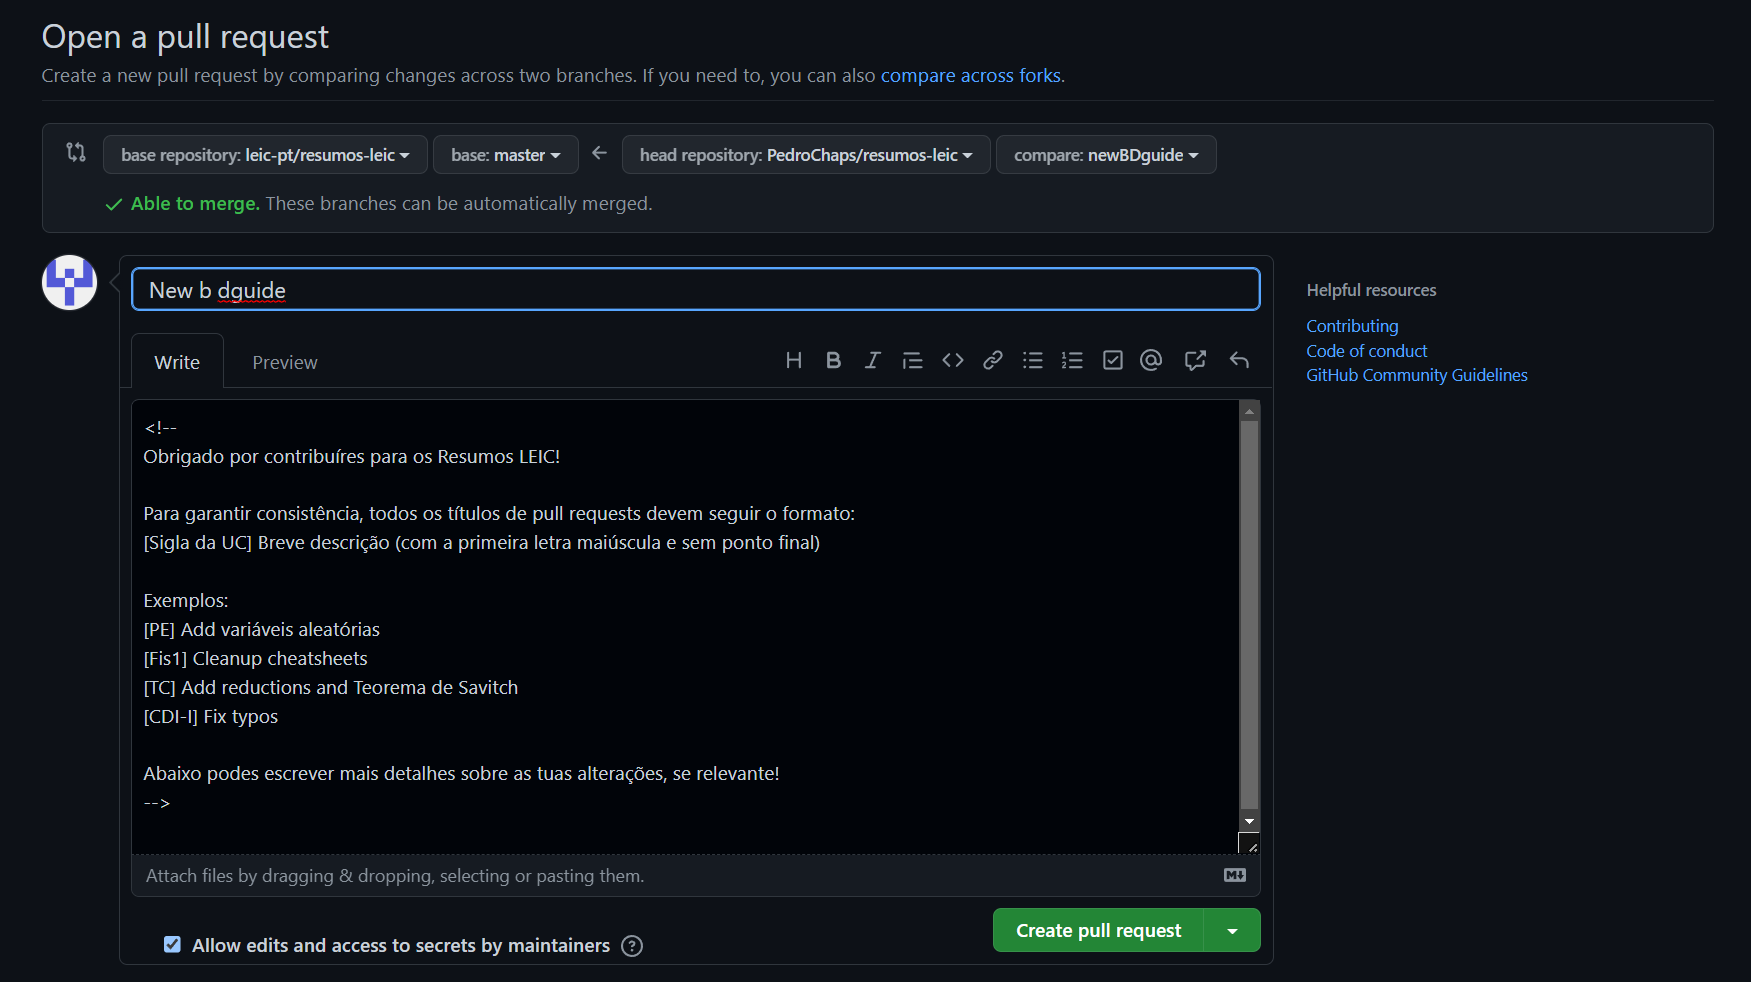 Open a pull request
Create a new pull request by comparing changes across two branches. If you need to, you can also compare across forks.
base repository: leic-pt/resumos-leic base: master head repository: PedroChaps/resumos-leic compare: newBDguide
Able to merge. These branches can be automatically merged.
New b dguide
Write Preview
<!--
Obrigado por contribuíres para os Resumos LEIC!
Para garantir consistência, todos os títulos de pull requests devem seguir o formato:
[Sigla da UC] Breve descrição (com a primeira letra maiúscula e sem ponto final)
Exemplos:
[PE] Add variáveis aleatórias
[Fis1] Cleanup cheatsheets
[TC] Add reductions and Teorema de Savitch
[CDI-I] Fix typos
Abaixo podes escrever mais detalhes sobre as tuas alterações, se relevante!
-->
Attach files by dragging & dropping, selecting or pasting them.
Allow edits and access to secrets by maintainers
Create pull request
Helpful resources
Contributing
Code of conduct
GitHub Community Guidelines